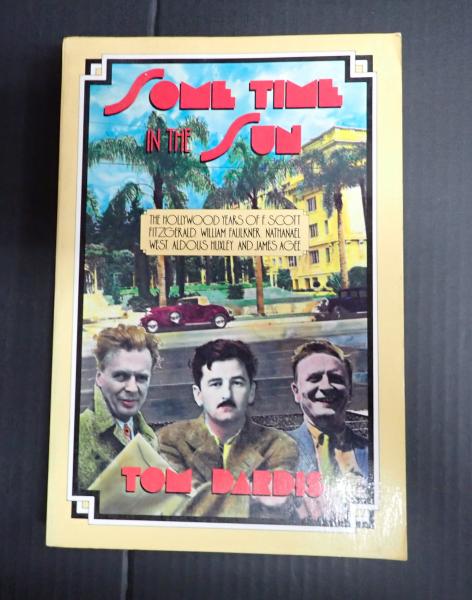 SOME TIME
IN THE SUN
THE HOLLYWOOD YEARS OF F. SCOTT
FITZGERALD WILLIAM FAULKNER NATHANAEL
WEST ALDOUS HUXLEY AND JAMES AGEE
TOM DARDIS